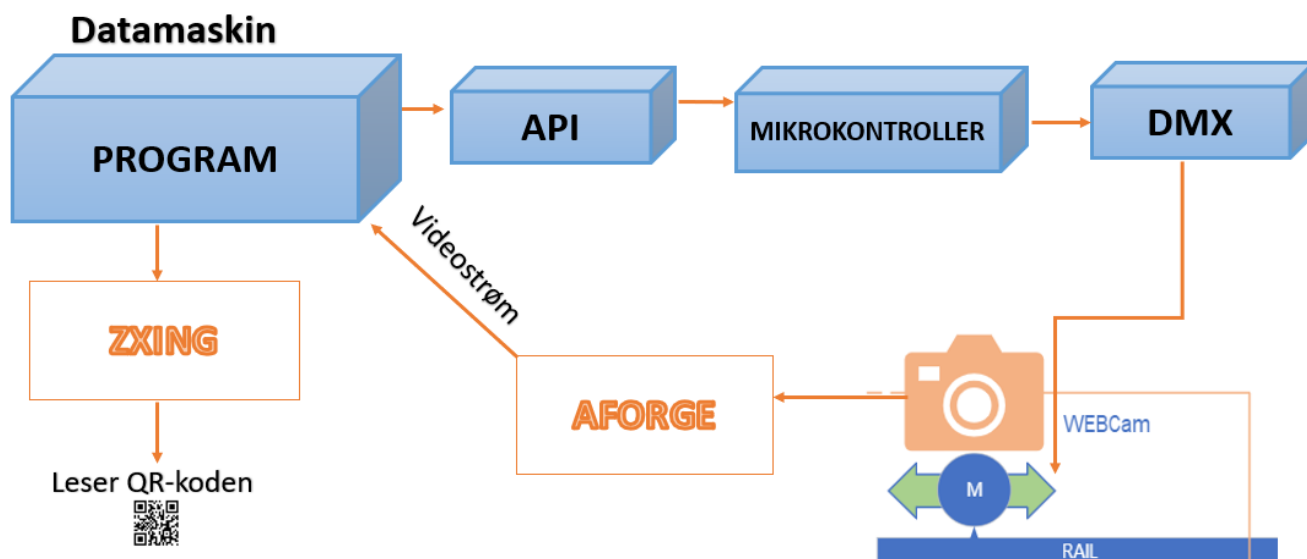 Datamaskin
PROGRAM
API
MIKROKONTROLLER
DMX
Videostrøm
ZXING
AFORGE
WEBCam
Leser QR-koden
M
RAIL